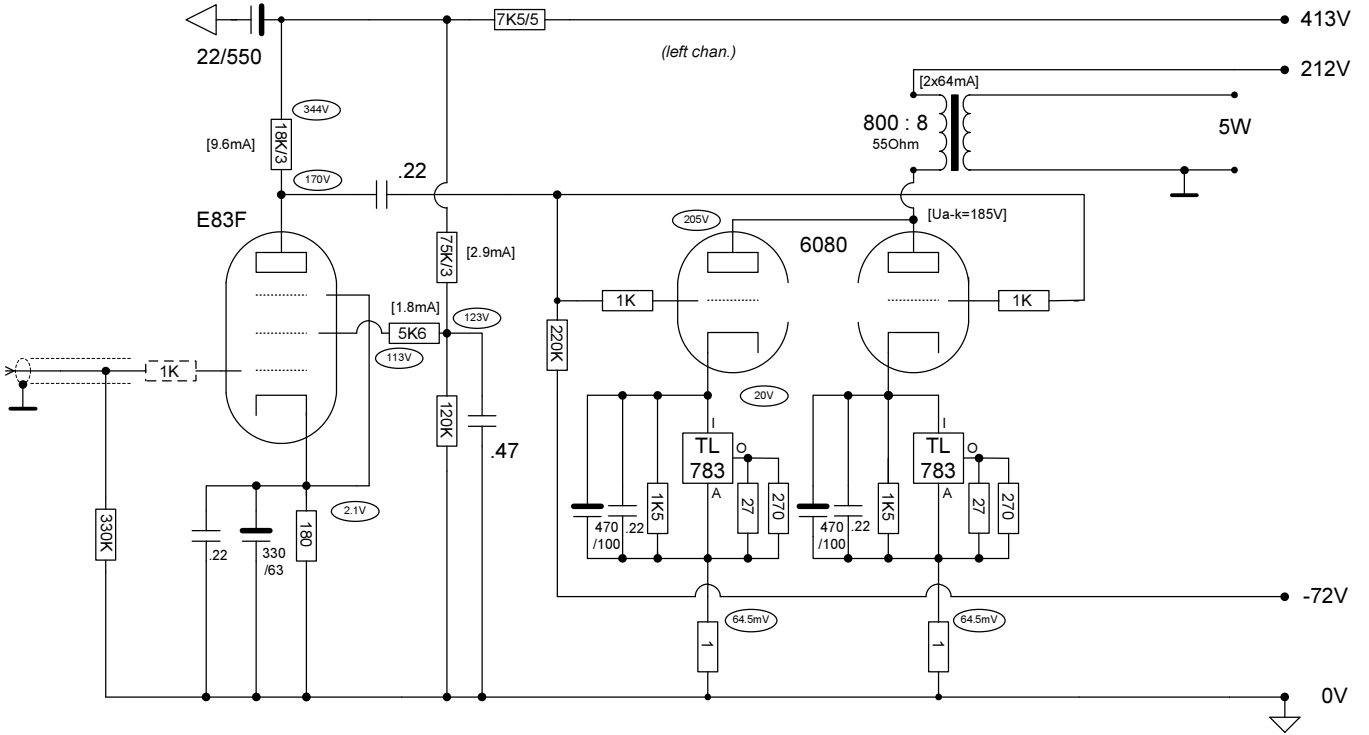 7K5/5
413V
22/550
(left chan.)
212V
[2x64mA]
344V
18K/3
[9.6mA]
800 : 8
55Ohm
5W
170V
.22
E83F
205V
[Ua-k=185V]
6080
75K/3
[2.9mA]
[1.8mA]
123V
5K6
113V
1K
1K
1K
220K
120K
.47
20V
I
TL
783
O
A
I
TL
783
O
A
330K
.22
330
/63
180
2.1V
470
/100
.22
1K5
27
270
470
/100
.22
1K5
27
270
-72V
64.5mV
64.5mV
1
1
0V